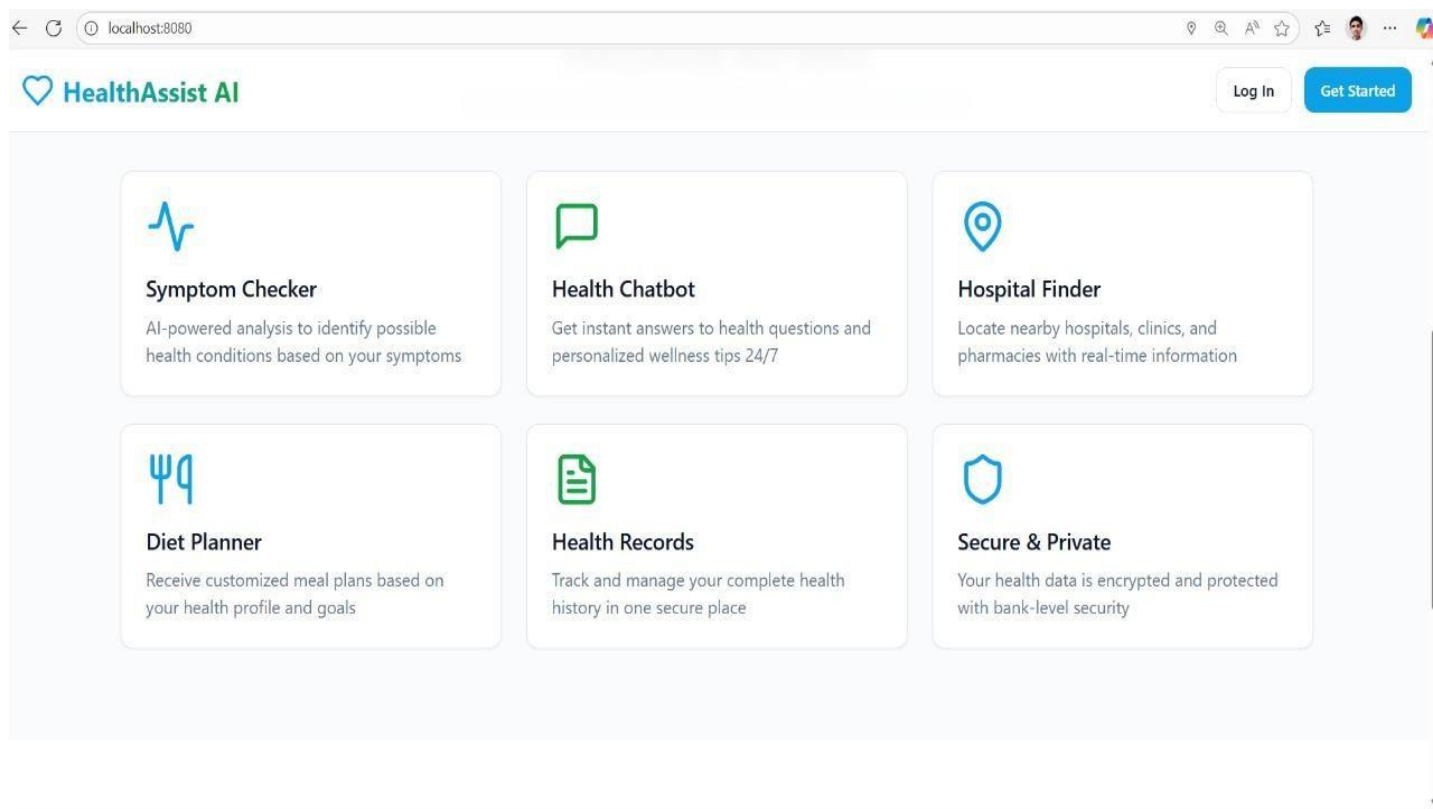 localhost:8080
HealthAssist AI
Log In
Get Started
Symptom Checker
AI-powered analysis to identify possible
health conditions based on your symptoms
Health Chatbot
Get instant answers to health questions and
personalized wellness tips 24/7
Hospital Finder
Locate nearby hospitals, clinics, and
pharmacies with real-time information
Diet Planner
Receive customized meal plans based on
your health profile and goals
Health Records
Track and manage your complete health
history in one secure place
Secure & Private
Your health data is encrypted and protected
with bank-level security